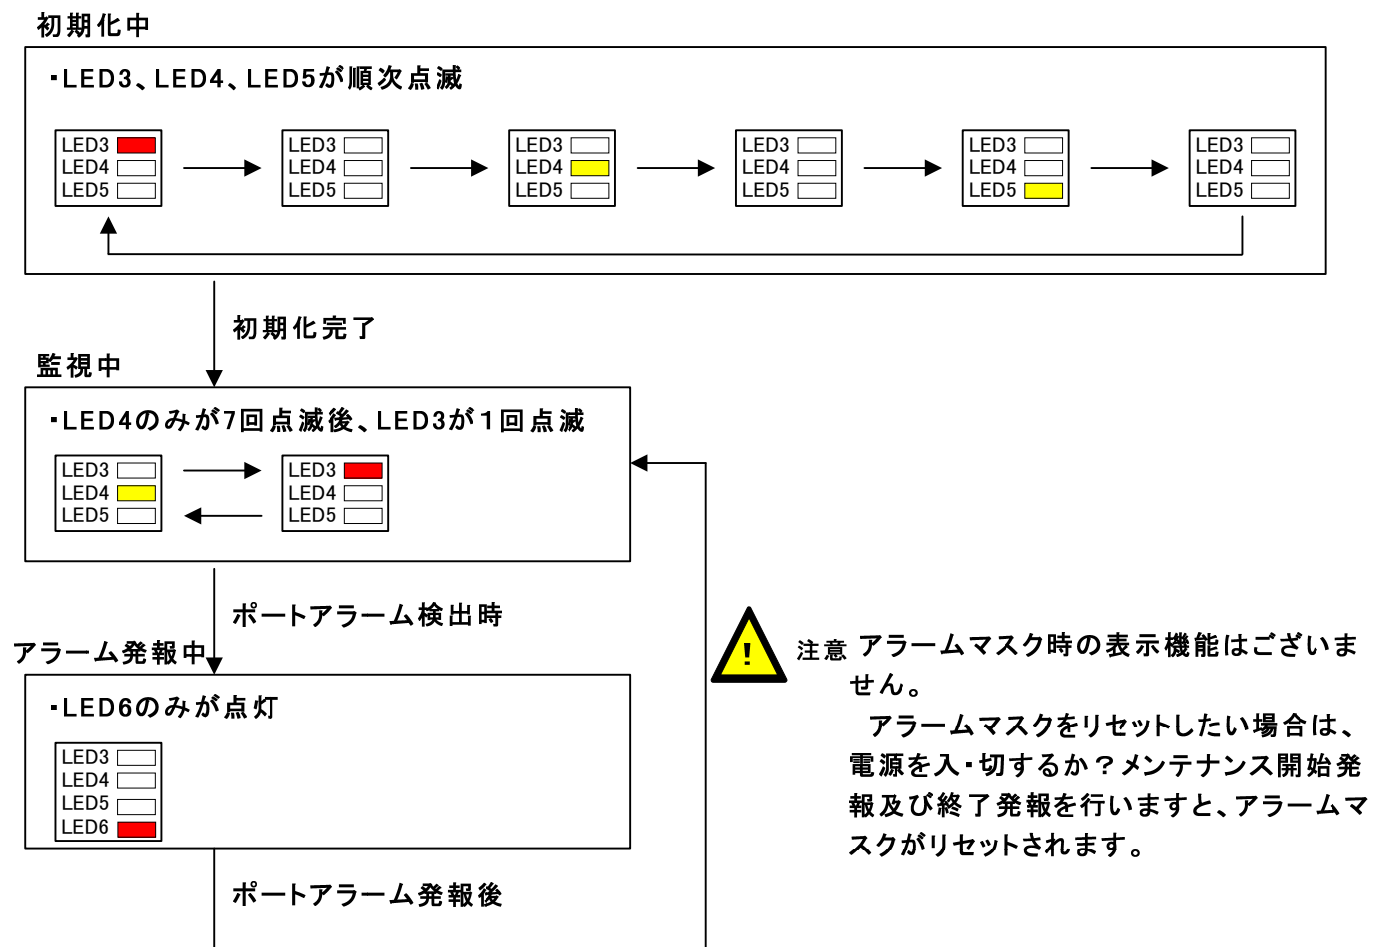 初期化中
・LED3、LED4、LED5が順次点滅
LED3
LED4
LED5
LED3
LED4
LED5
LED3
LED4
LED5
LED3
LED4
LED5
LED3
LED4
LED5
LED3
LED4
LED5
初期化完了
監視中
・LED4のみが7回点滅後、LED3が１回点滅
LED3
LED4
LED5
LED3
LED4
LED5
ポートアラーム検出時
アラーム発報中
・LED6のみが点灯
LED3
LED4
LED5
LED6
ポートアラーム発報後
!
注意 アラームマスク時の表示機能はございま
せん。
アラームマスクをリセットしたい場合は、
電源を入・切するか？メンテナンス開始発
報及び終了発報を行いますと、アラームマ
スクがリセットされます。